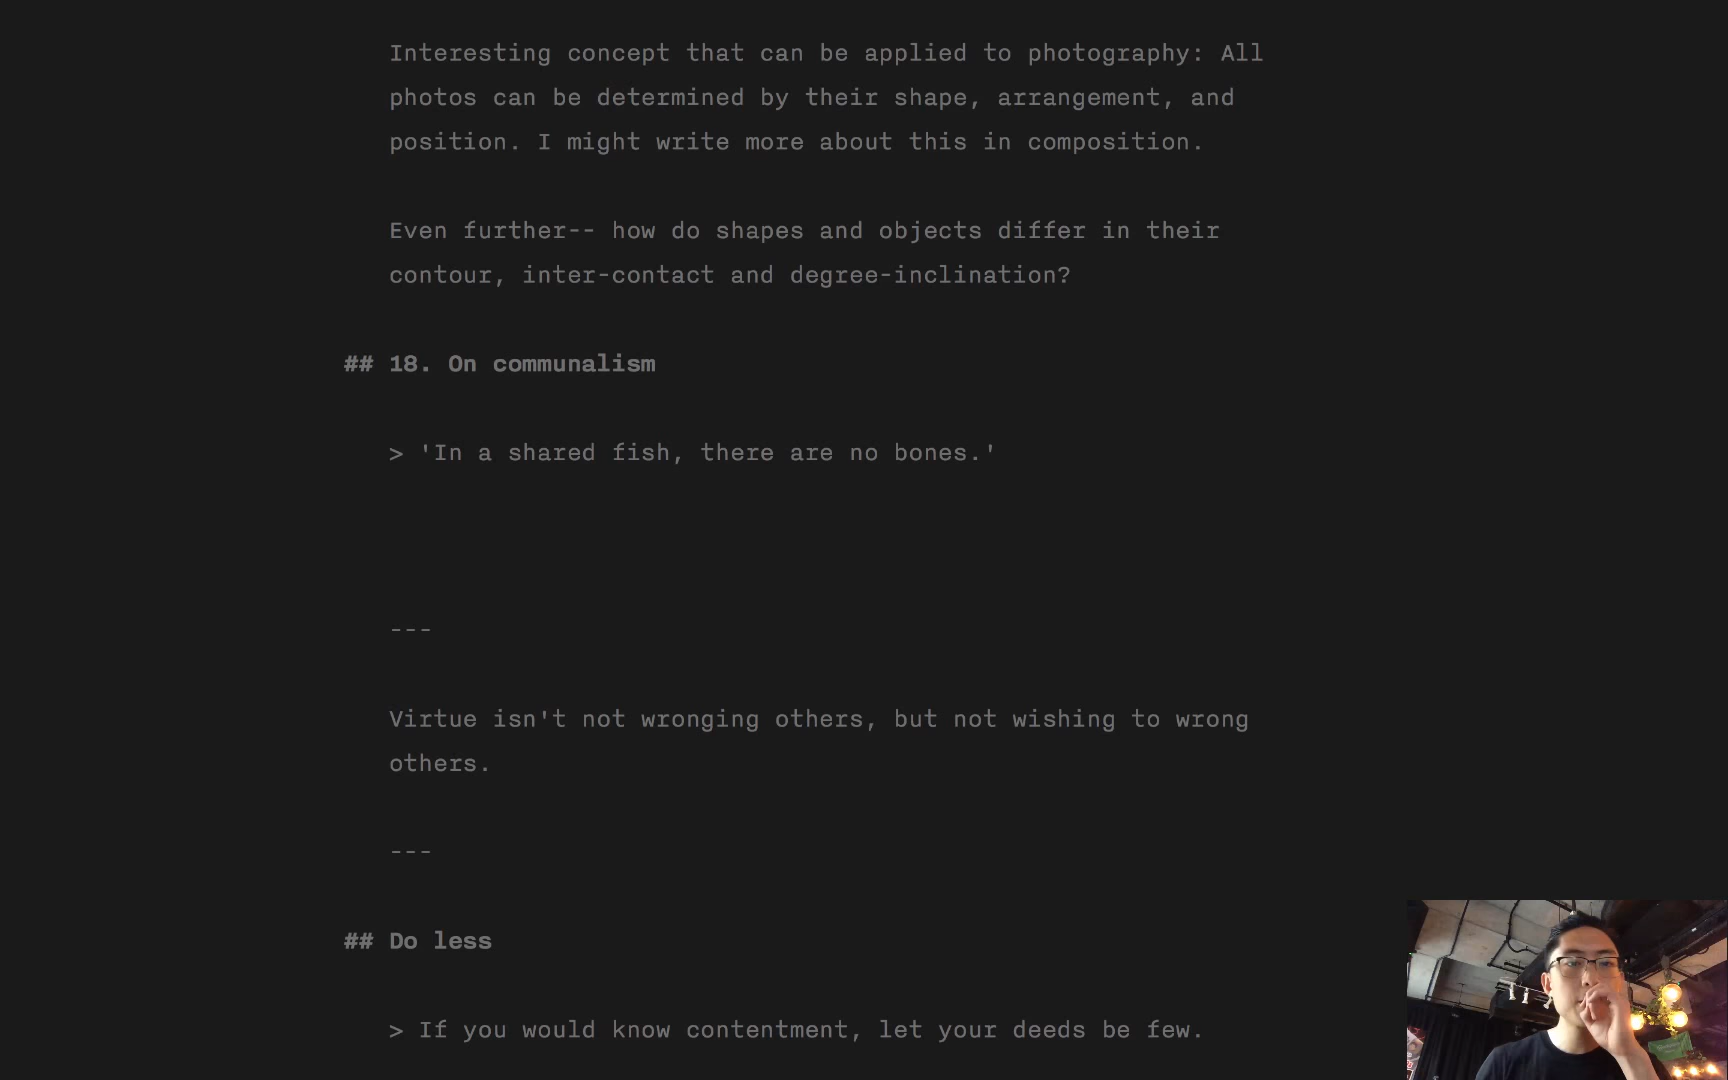 Interesting concept that can be applied to photography: All
photos can be determined by their shape, arrangement, and
position. I might write more about this in composition.
Even further-- how do shapes and objects differ in their
contour, inter-contact and degree-inclination?
## 18. On communalism
> 'In a shared fish, there are no bones.'
---
Virtue isn't not wronging others, but not wishing to wrong
others.
---
## Do less
> If you would know contentment, let your deeds be few.